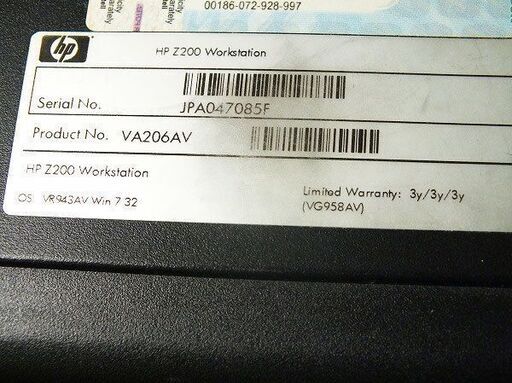 00186-072-928-997
hp
HP Z200 Workstation
Serial No.
JPA047085F
Product No. VA206AV
HP Z200 Workstation
OS VR943AV Win 7 32
Limited Warranty: 3y/3y/3y
(VG958AV)